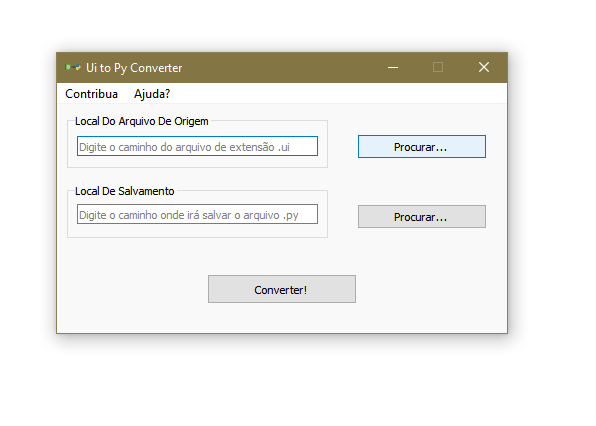 Ui to Py Converter
Contribua Ajuda?
Local Do Arquivo De Origem
Digite o caminho do arquivo de extensão .ui
Procurar...
Local De Salvamento
Digite o caminho onde irá salvar o arquivo .py
Procurar...
Converter!